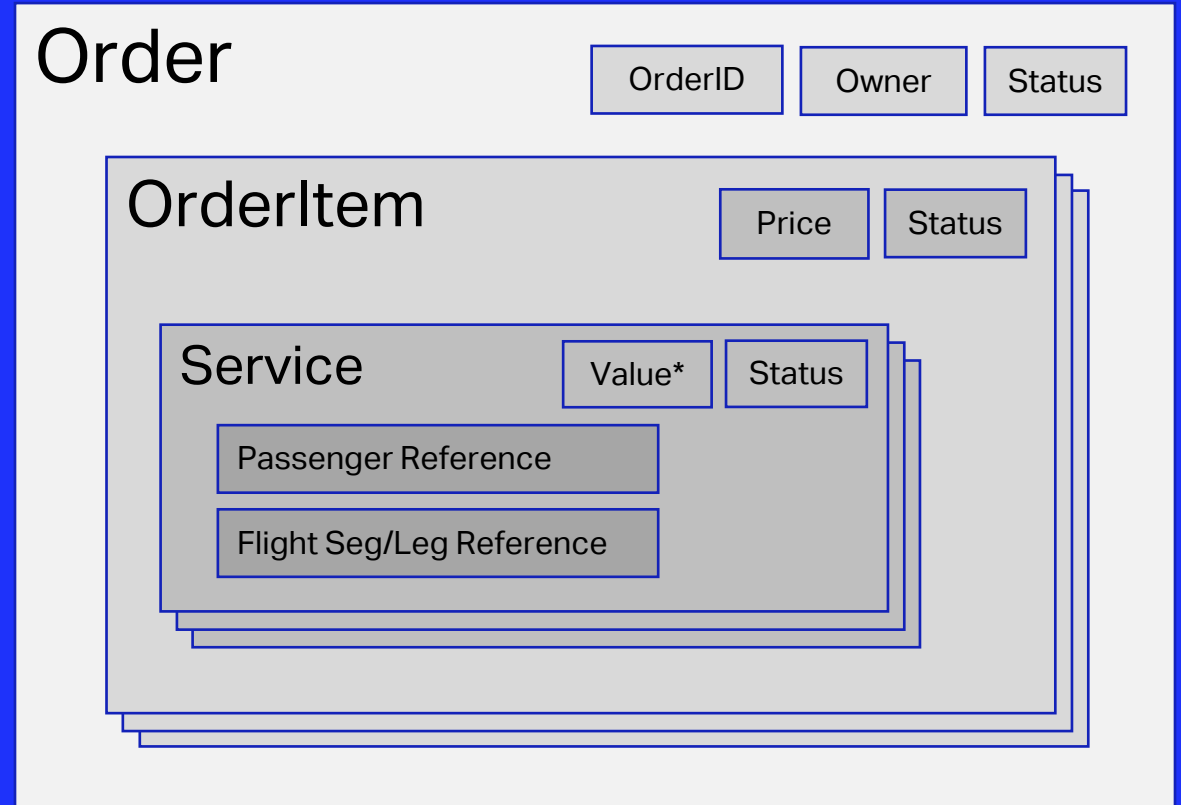 Order
OrderID
Owner
Status
OrderItem
Price
Status
Service
Value*
Status
Passenger Reference
Flight Seg/Leg Reference